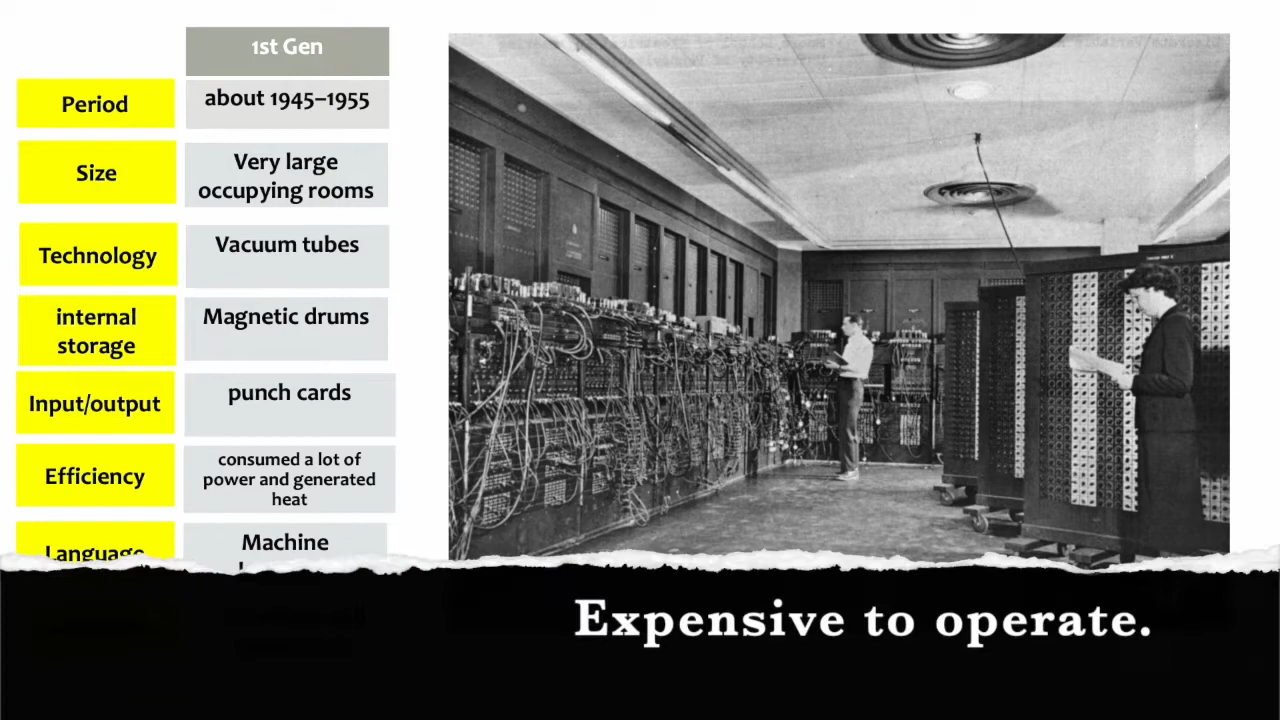 1st Gen
Period
about 1945–1955
Size
Very large
occupying rooms
Technology
Vacuum tubes
internal
storage
Magnetic drums
Input/output
punch cards
Efficiency
consumed a lot of
power and generated
heat
Language
Machine
Expensive to operate.